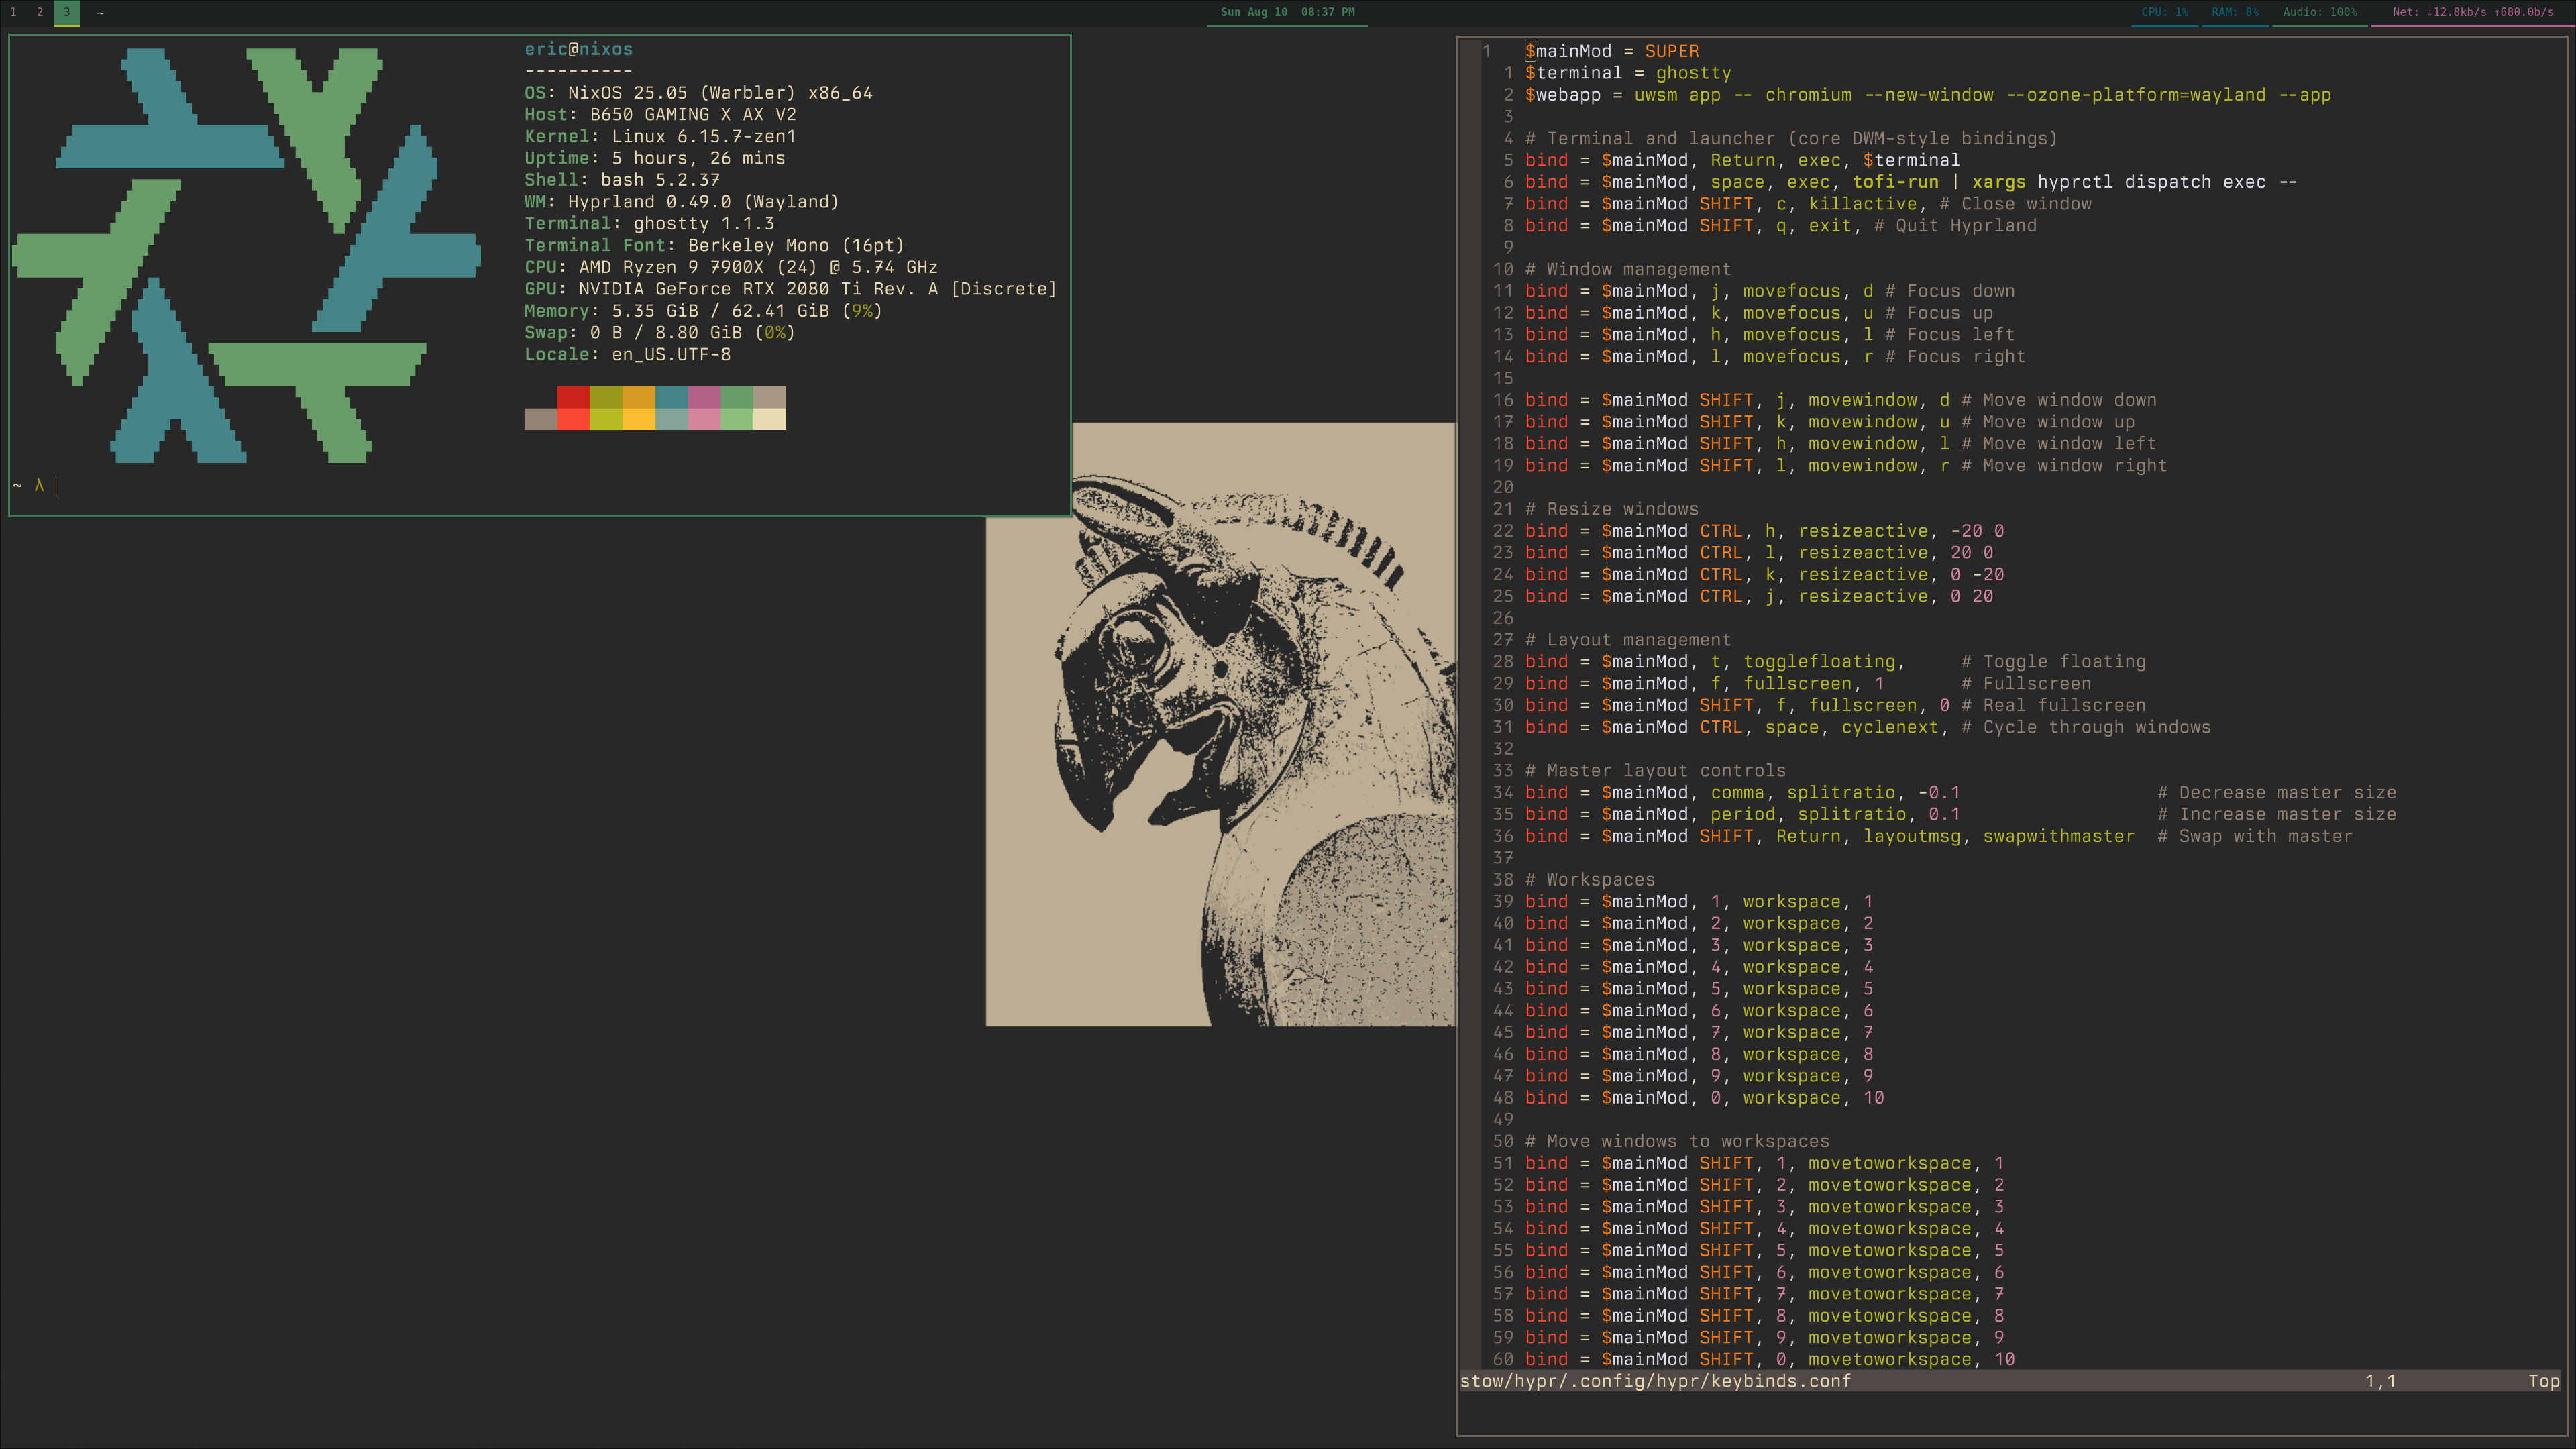 1 2 3 ~ Sun Aug 10 08:37 PM CPU: 1% RAM: 8% Audio: 100% Net: ↓12.8kb/s ↑680.0b/s
eric@nixos
----------
OS: NixOS 25.05 (Warbler) x86_64
Host: B650 GAMING X AX V2
Kernel: Linux 6.15.7-zen1
Uptime: 5 hours, 26 mins
Shell: bash 5.2.37
WM: Hyprland 0.49.0 (Wayland)
Terminal: ghostty 1.1.3
Terminal Font: Berkeley Mono (16pt)
CPU: AMD Ryzen 9 7900X (24) @ 5.74 GHz
GPU: NVIDIA GeForce RTX 2080 Ti Rev. A [Discrete]
Memory: 5.35 GiB / 62.41 GiB (9%)
Swap: 0 B / 8.80 GiB (0%)
Locale: en_US.UTF-8
~ λ
1 $mainMod = SUPER
1 $terminal = ghostty
2 $webapp = uwsm app -- chromium --new-window --ozone-platform=wayland --app
3
4 # Terminal and launcher (core DWM-style bindings)
5 bind = $mainMod, Return, exec, $terminal
6 bind = $mainMod, space, exec, tofi-run | xargs hyprctl dispatch exec --
7 bind = $mainMod SHIFT, c, killactive, # Close window
8 bind = $mainMod SHIFT, q, exit, # Quit Hyprland
9
10 # Window management
11 bind = $mainMod, j, movefocus, d # Focus down
12 bind = $mainMod, k, movefocus, u # Focus up
13 bind = $mainMod, h, movefocus, l # Focus left
14 bind = $mainMod, l, movefocus, r # Focus right
15
16 bind = $mainMod SHIFT, j, movewindow, d # Move window down
17 bind = $mainMod SHIFT, k, movewindow, u # Move window up
18 bind = $mainMod SHIFT, h, movewindow, l # Move window left
19 bind = $mainMod SHIFT, l, movewindow, r # Move window right
20
21 # Resize windows
22 bind = $mainMod CTRL, h, resizeactive, -20 0
23 bind = $mainMod CTRL, l, resizeactive, 20 0
24 bind = $mainMod CTRL, k, resizeactive, 0 -20
25 bind = $mainMod CTRL, j, resizeactive, 0 20
26
27 # Layout management
28 bind = $mainMod, t, togglefloating, # Toggle floating
29 bind = $mainMod, f, fullscreen, 1 # Fullscreen
30 bind = $mainMod SHIFT, f, fullscreen, 0 # Real fullscreen
31 bind = $mainMod CTRL, space, cyclenext, # Cycle through windows
32
33 # Master layout controls
34 bind = $mainMod, comma, splitratio, -0.1 # Decrease master size
35 bind = $mainMod, period, splitratio, 0.1 # Increase master size
36 bind = $mainMod SHIFT, Return, layoutmsg, swapwithmaster # Swap with master
37
38 # Workspaces
39 bind = $mainMod, 1, workspace, 1
40 bind = $mainMod, 2, workspace, 2
41 bind = $mainMod, 3, workspace, 3
42 bind = $mainMod, 4, workspace, 4
43 bind = $mainMod, 5, workspace, 5
44 bind = $mainMod, 6, workspace, 6
45 bind = $mainMod, 7, workspace, 7
46 bind = $mainMod, 8, workspace, 8
47 bind = $mainMod, 9, workspace, 9
48 bind = $mainMod, 0, workspace, 10
49
50 # Move windows to workspaces
51 bind = $mainMod SHIFT, 1, movetoworkspace, 1
52 bind = $mainMod SHIFT, 2, movetoworkspace, 2
53 bind = $mainMod SHIFT, 3, movetoworkspace, 3
54 bind = $mainMod SHIFT, 4, movetoworkspace, 4
55 bind = $mainMod SHIFT, 5, movetoworkspace, 5
56 bind = $mainMod SHIFT, 6, movetoworkspace, 6
57 bind = $mainMod SHIFT, 7, movetoworkspace, 7
58 bind = $mainMod SHIFT, 8, movetoworkspace, 8
59 bind = $mainMod SHIFT, 9, movetoworkspace, 9
60 bind = $mainMod SHIFT, 0, movetoworkspace, 10
stow/hypr/.config/hypr/keybinds.conf 1,1 Top